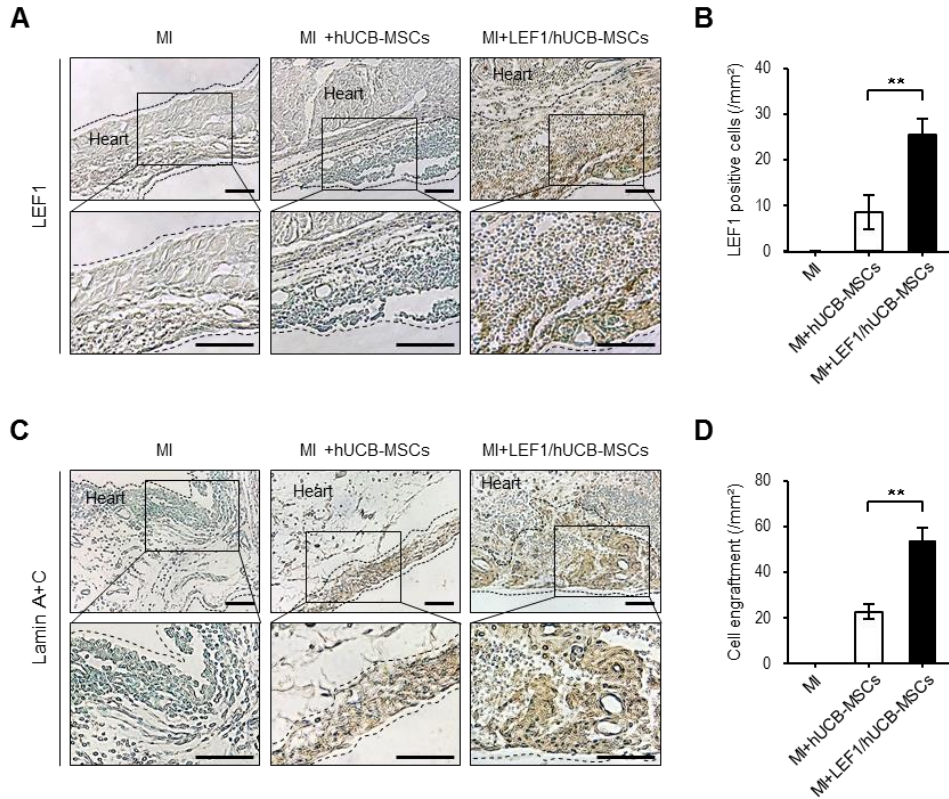 A
MI
MI +hUCB-MSCs
MI+LEF1/hUCB-MSCs
LEF1
Heart
Heart
Heart
B
LEF1 positive cells (/mm²)
40
30
20
10
0
**
MI
MI+hUCB-MSCs
MI+LEF1/hUCB-MSCs
C
MI
MI +hUCB-MSCs
MI+LEF1/hUCB-MSCs
Lamin A+C
Heart
Heart
Heart
D
Cell engraftment (/mm²)
80
60
40
20
0
**
MI
MI+hUCB-MSCs
MI+LEF1/hUCB-MSCs